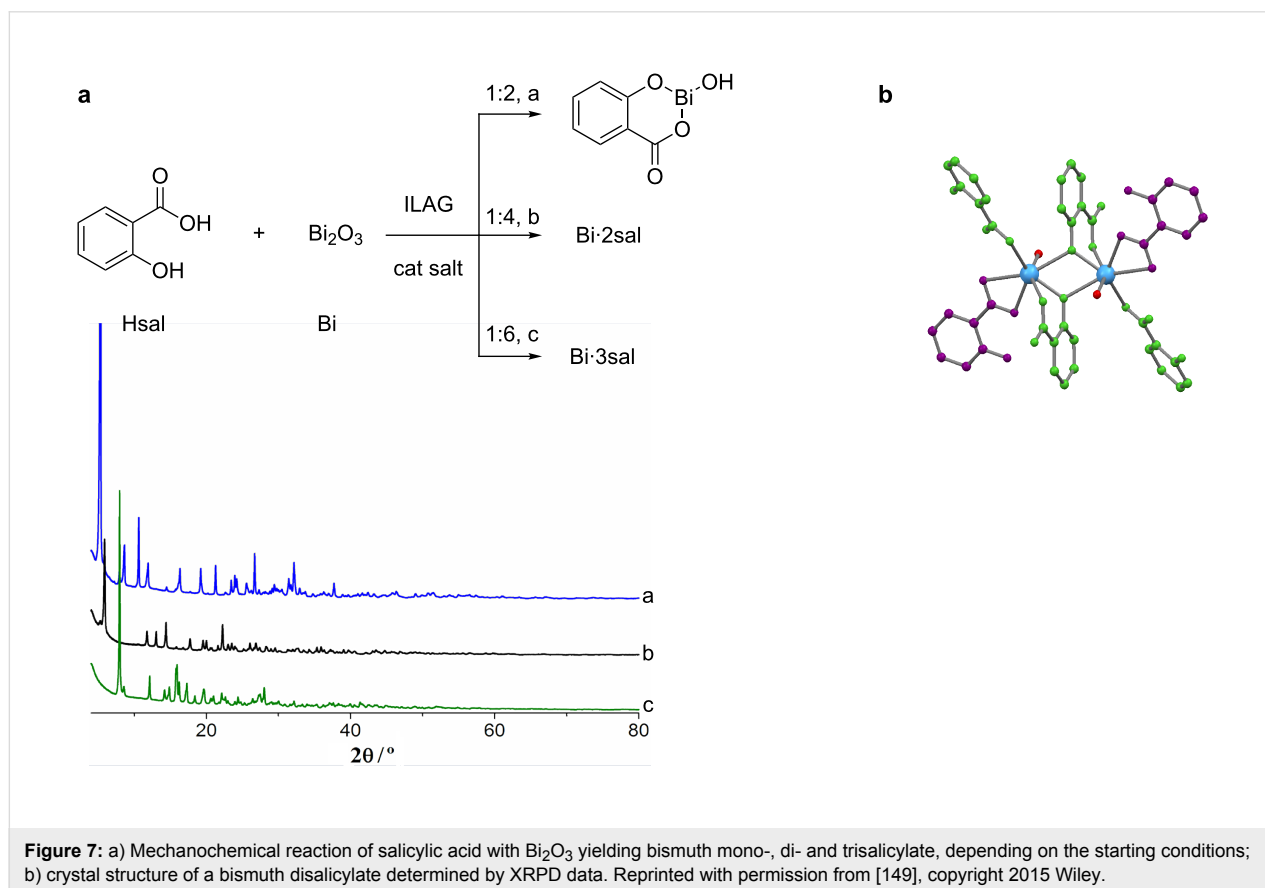 a
b
O
Bi
OH
O
O
1:2, a
O
OH
OH
+
Bi₂O₃
ILAG
cat salt
1:4, b
Bi·2sal
1:6, c
Bi·3sal
Hsal
Bi
a
b
c
20
40
60
80
2θ / º
Figure 7: a) Mechanochemical reaction of salicylic acid with Bi₂O₃ yielding bismuth mono-, di- and trisalicylate, depending on the starting conditions;
b) crystal structure of a bismuth disalicylate determined by XRPD data. Reprinted with permission from [149], copyright 2015 Wiley.